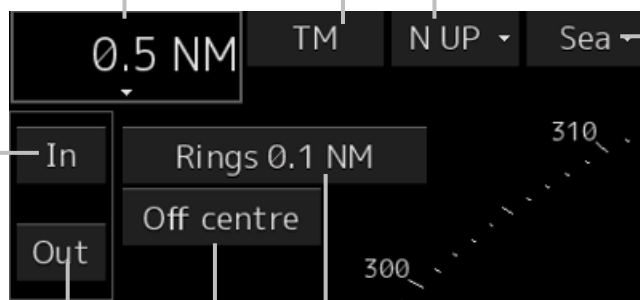 0.5 NM
TM
N UP
Sea
In
Rings 0.1 NM
310
Off centre
Out
300